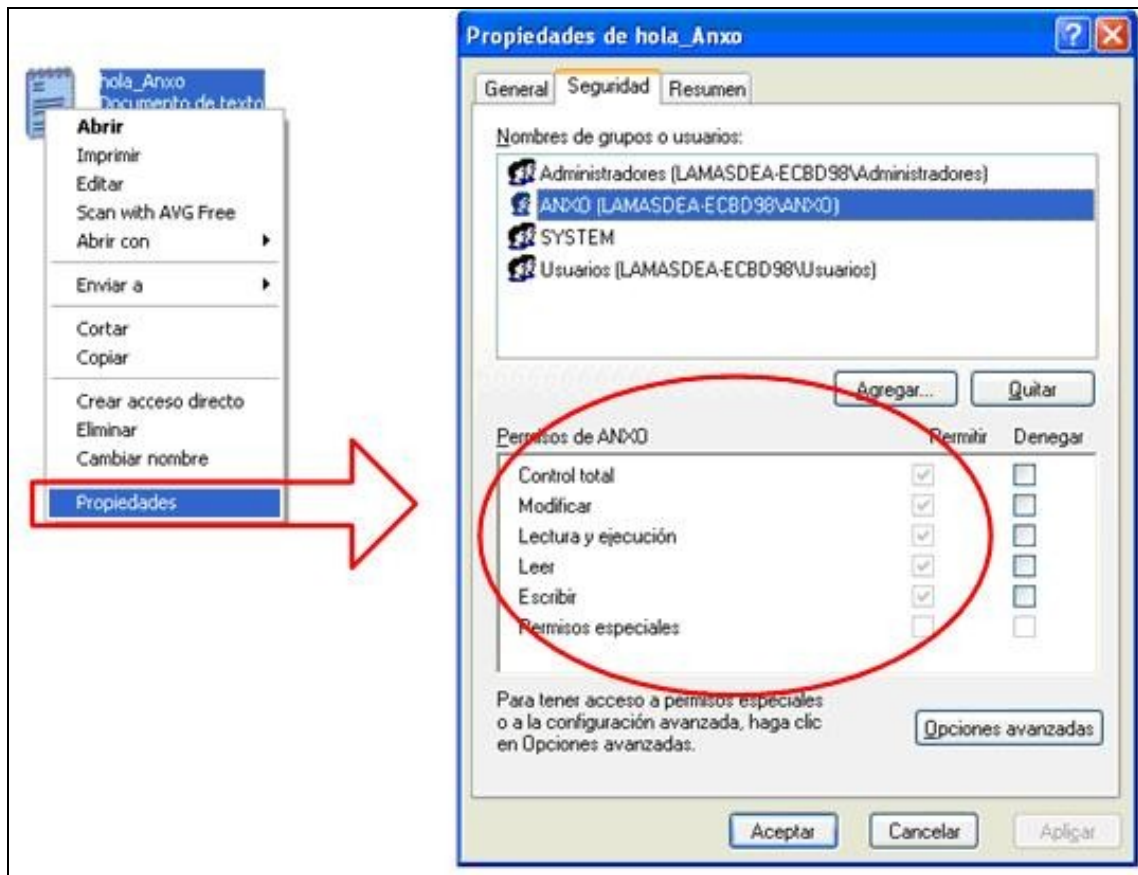 hola_Anxo
Documento de texto
Abrir
Imprimir
Editar
Scan with AVG Free
Abrir con
Enviar a
Cortar
Copiar
Crear acceso directo
Eliminar
Cambiar nombre
Propiedades
Propiedades de hola_Anxo
General Seguridad Resumen
Nombres de grupos o usuarios:
Administradores (LAMASDEA-ECBD98\Administradores)
ANXO (LAMASDEA-ECBD98\ANXO)
SYSTEM
Usuarios (LAMASDEA-ECBD98\Usuarios)
Agregar... Quitar
Permisos de ANXO Permitir Denegar
Control total
Modificar
Lectura y ejecución
Leer
Escribir
Permisos especiales
Para tener acceso a permisos especiales
o a la configuración avanzada, haga clic
en Opciones avanzadas.
Opciones avanzadas
Aceptar Cancelar Aplicar